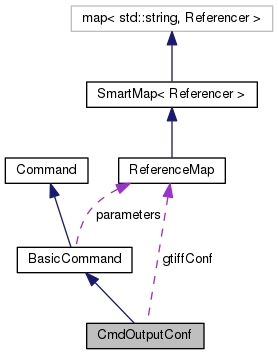 map< std::string, Referencer >
SmartMap< Referencer >
Command
ReferenceMap
parameters
BasicCommand
gtiffConf
CmdOutputConf